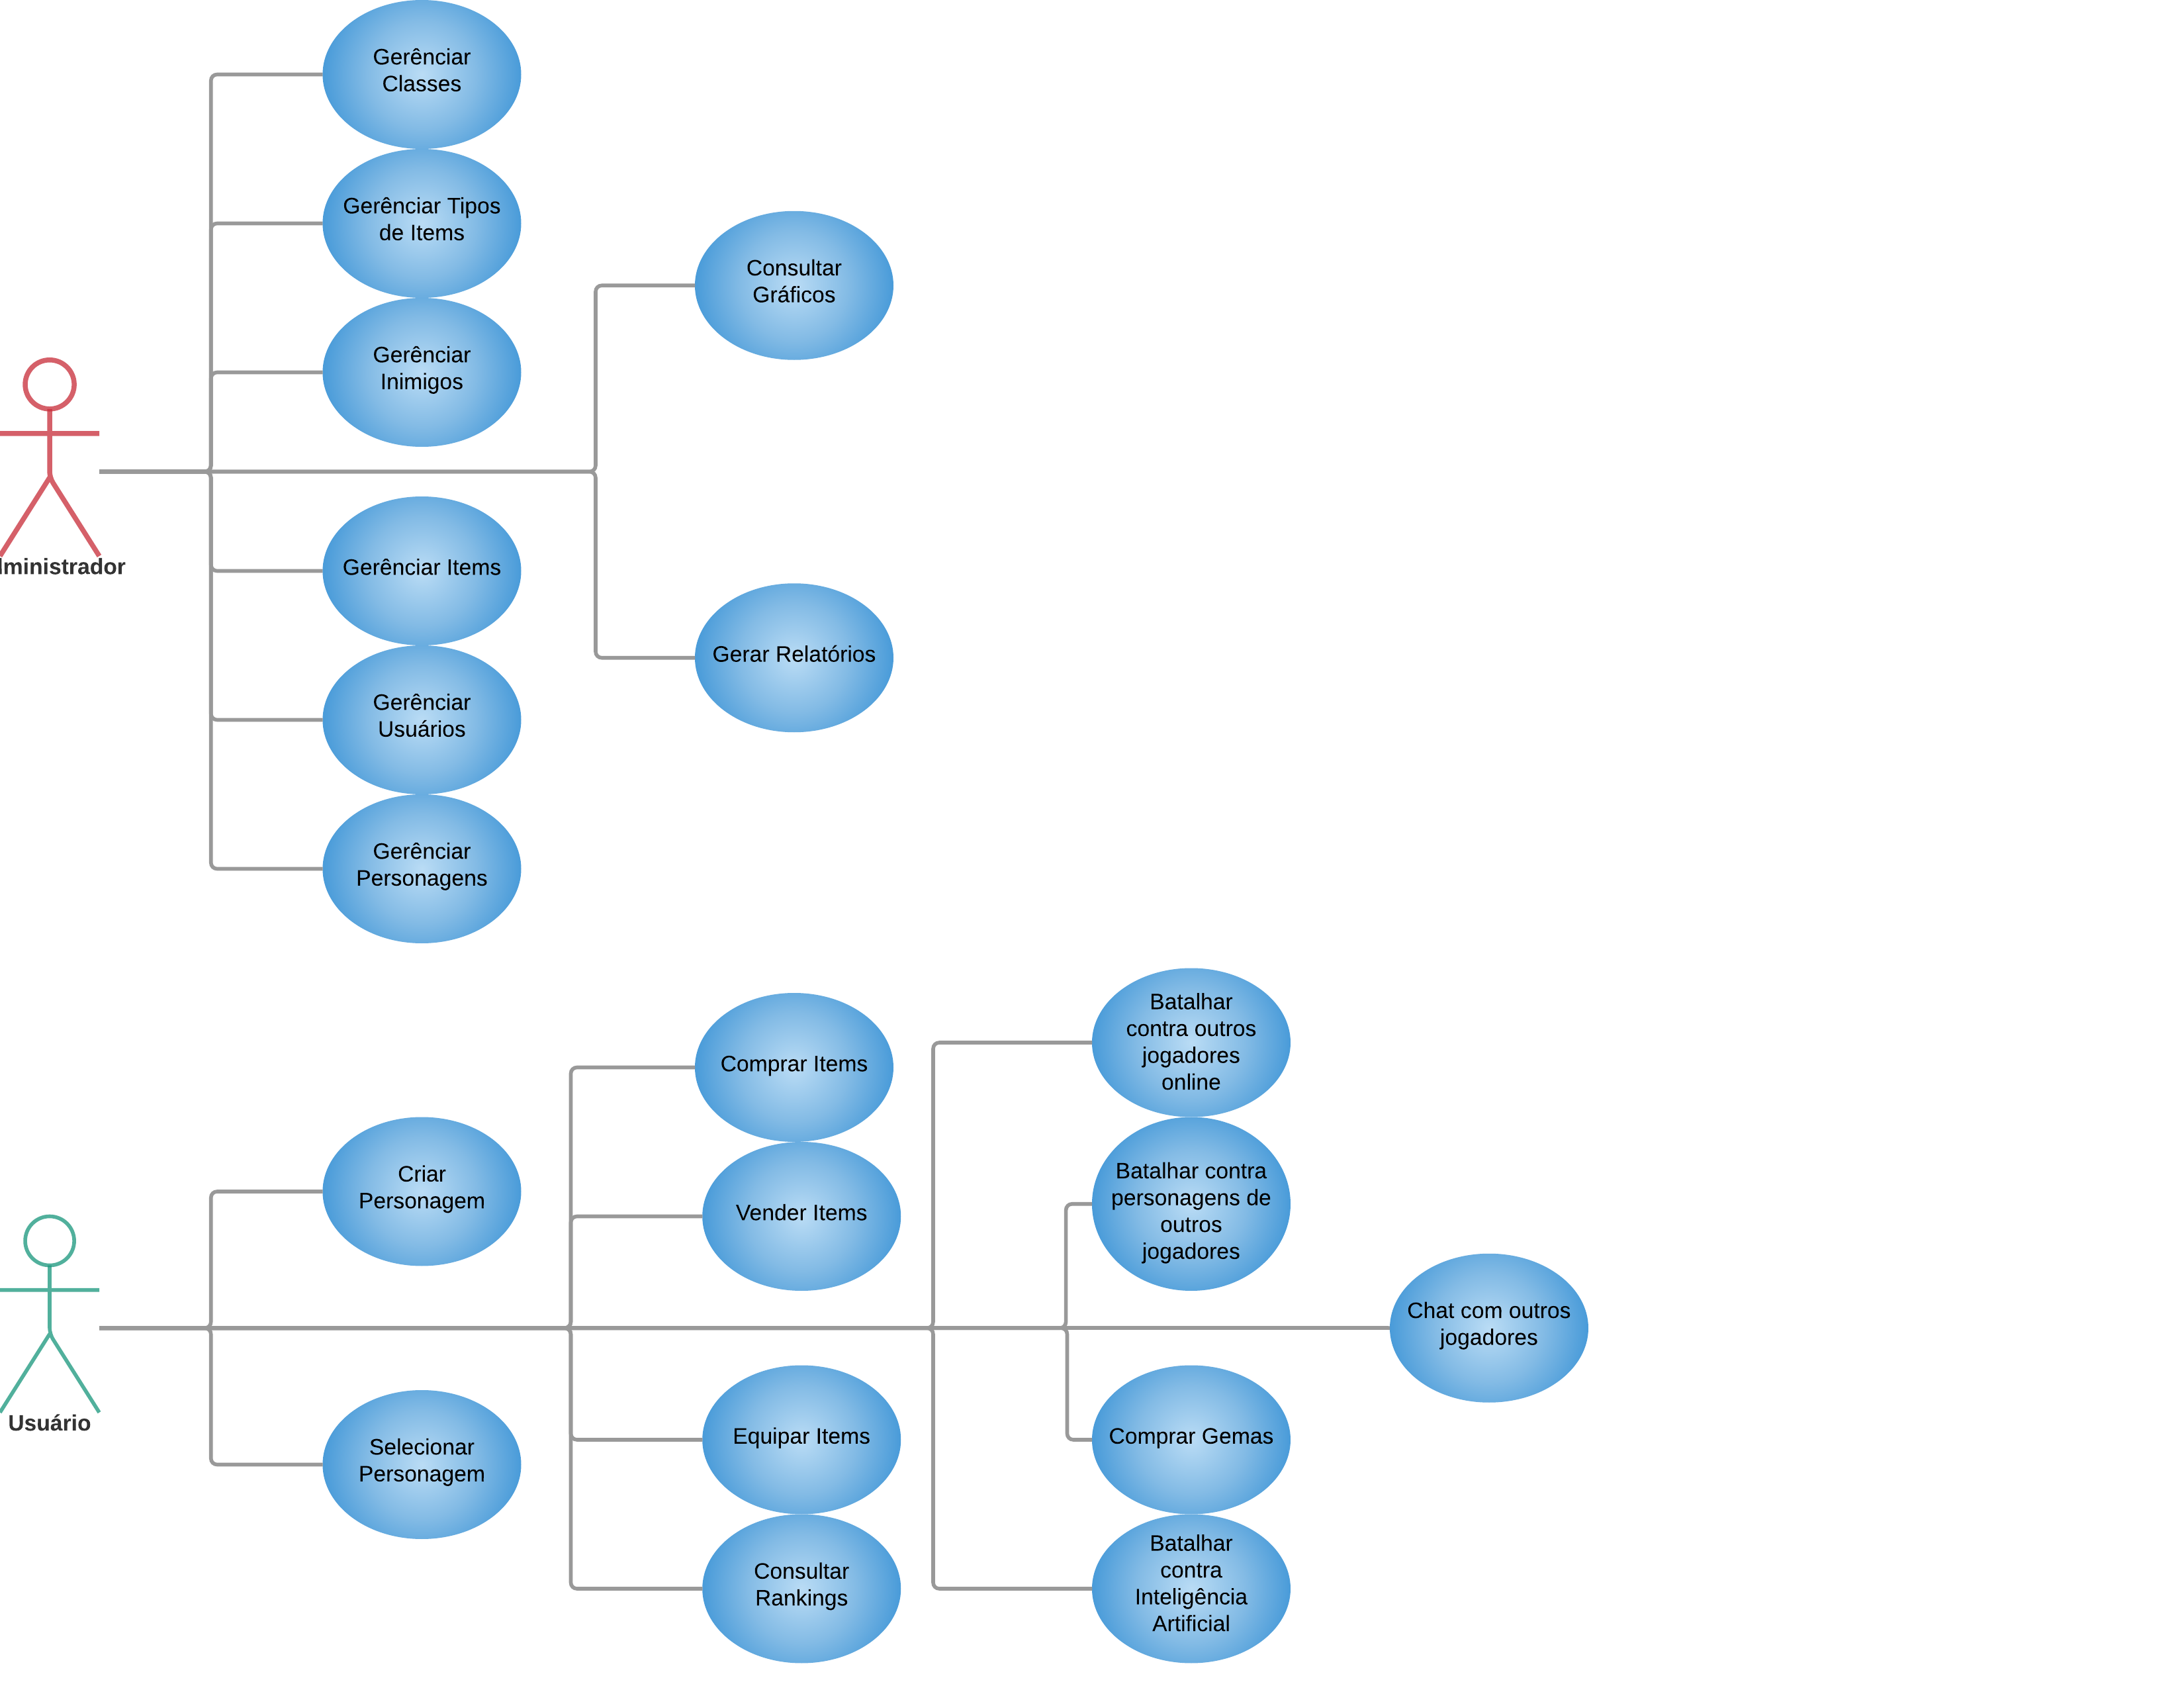 Gerênciar
Classes
Gerênciar Tipos
de Items
Gerênciar
Inimigos
Consultar
Gráficos
ministrador
Gerênciar Items
Gerar Relatórios
Gerênciar
Usuários
Gerênciar
Personagens
Batalhar
contra outros
jogadores
online
Comprar Items
Criar
Personagem
Vender Items
Batalhar contra
personagens de
outros
jogadores
Chat com outros
jogadores
Usuário
Selecionar
Personagem
Equipar Items
Comprar Gemas
Consultar
Rankings
Batalhar
contra
Inteligência
Artificial